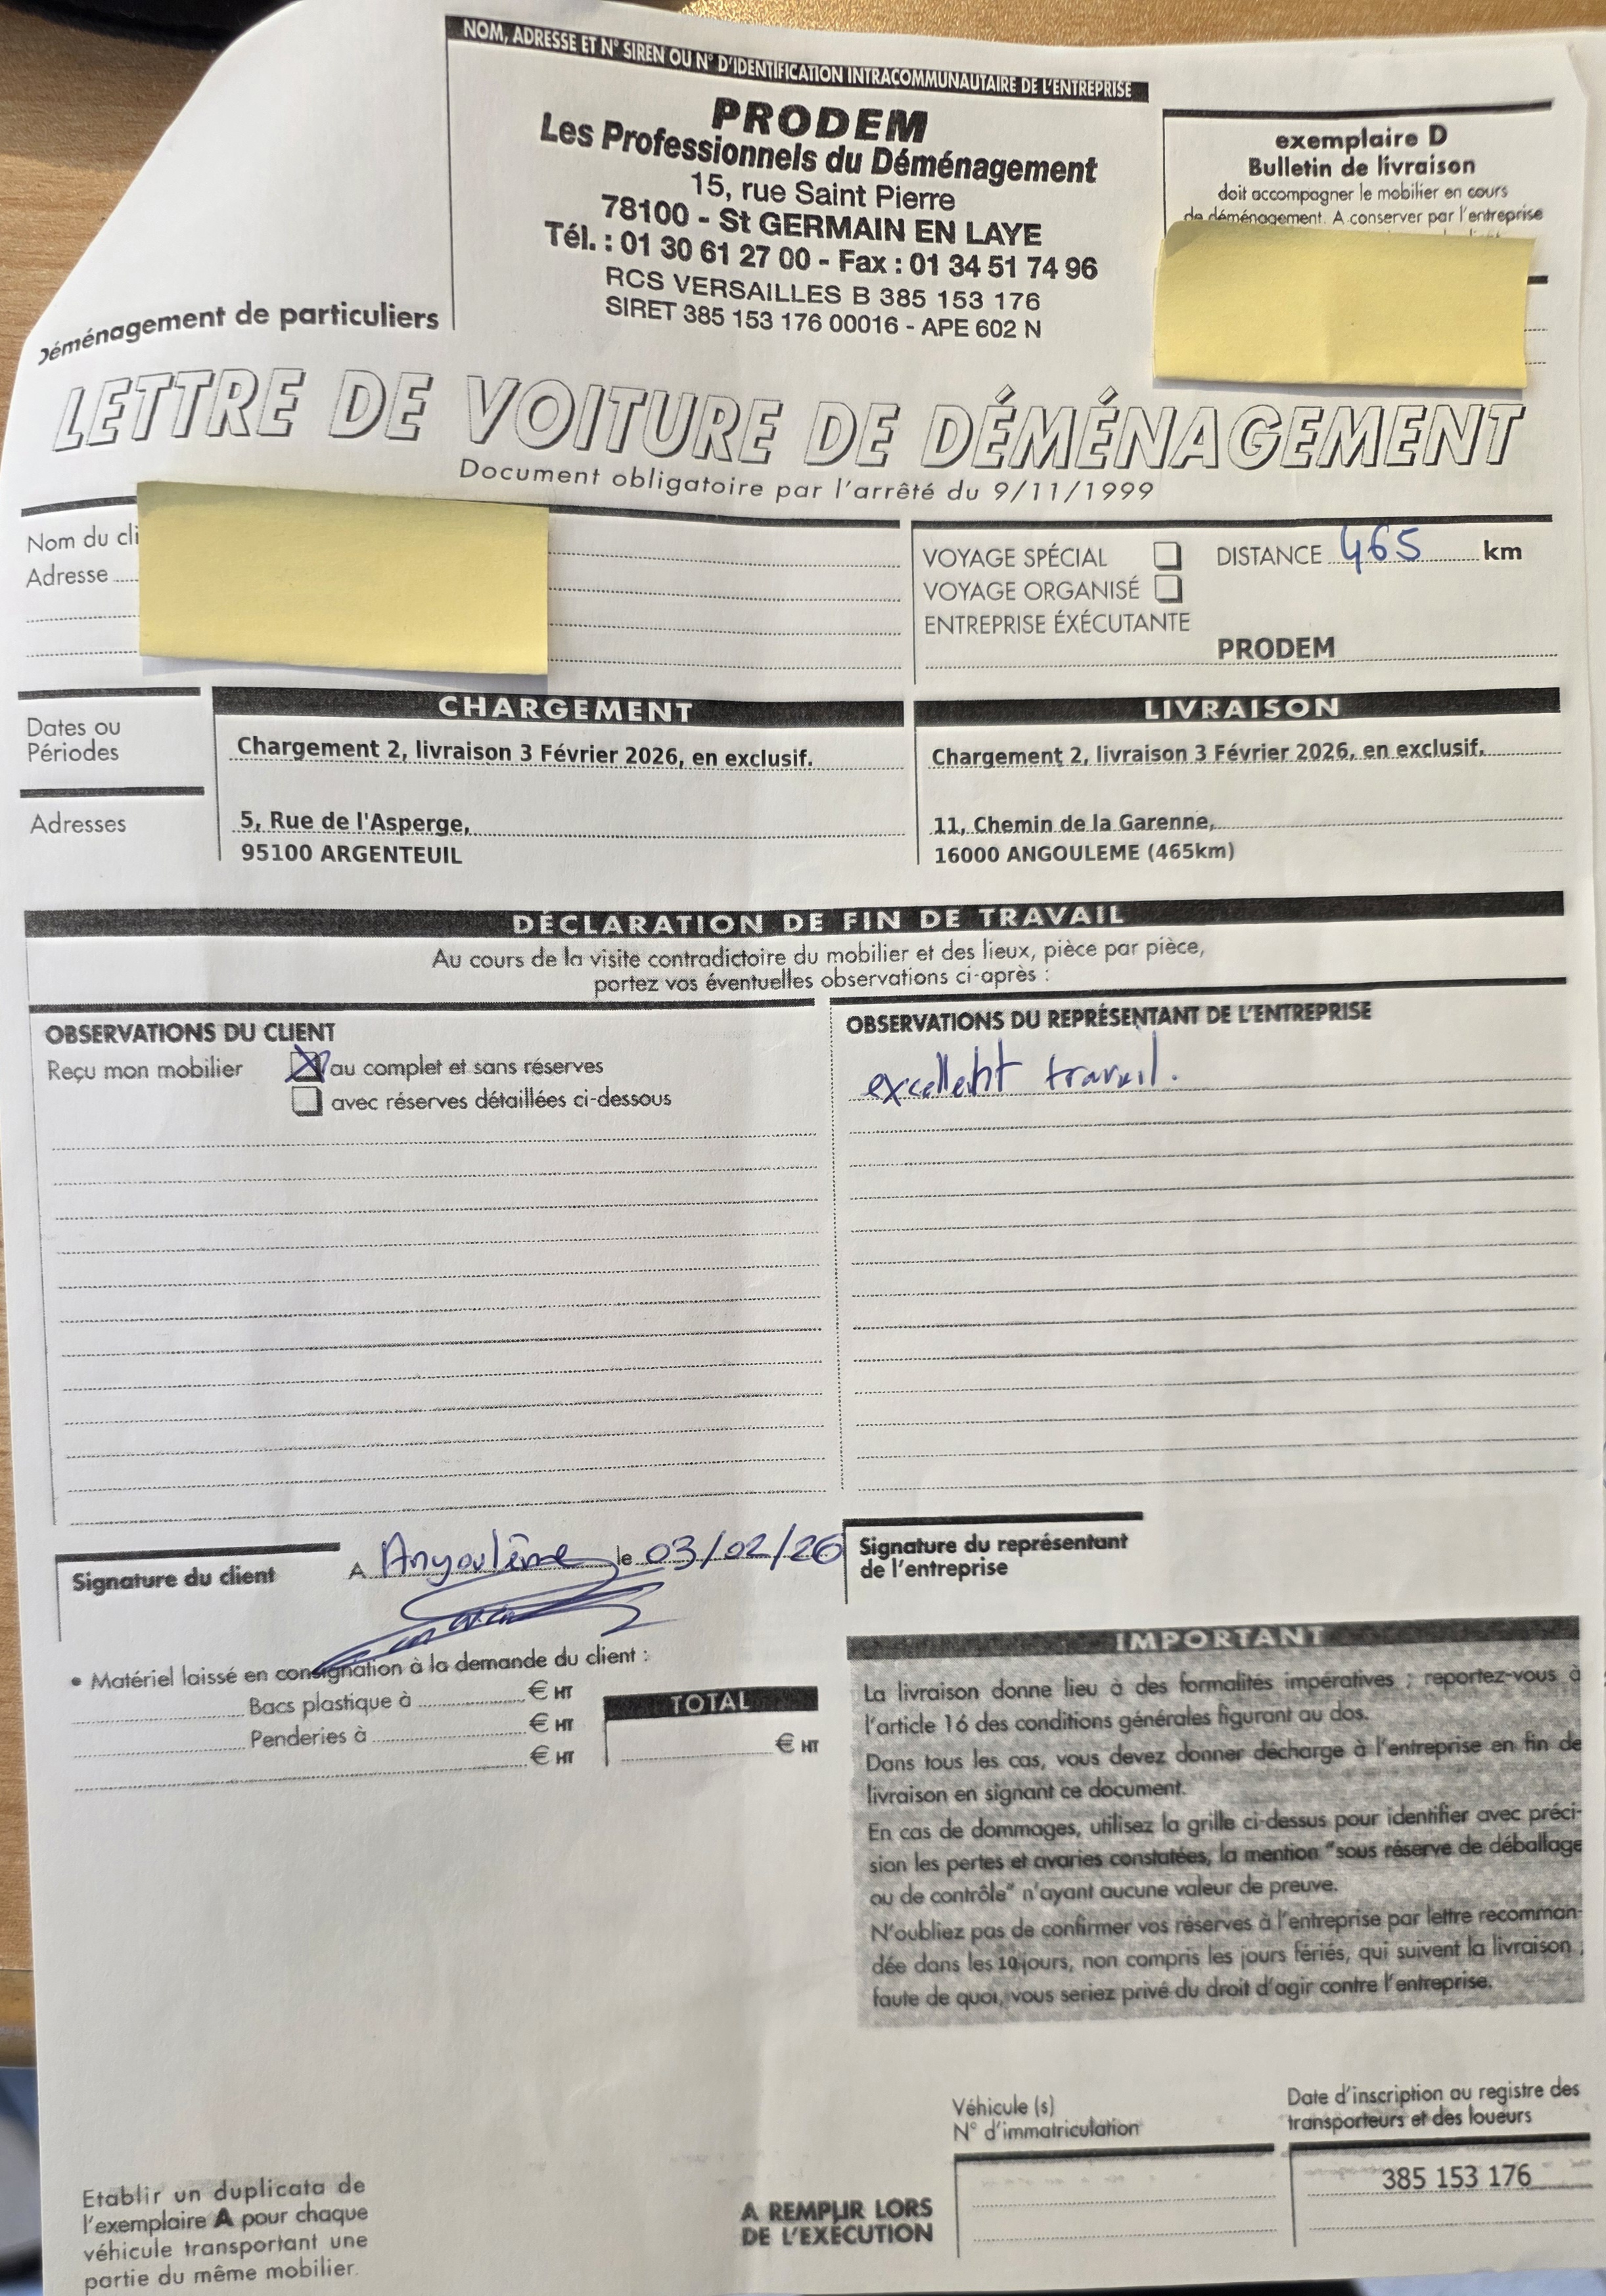 NOM, ADRESSE ET N° SIREN OU N° D'IDENTIFICATION INTRACOMMUNAUTAIRE DE L'ENTREPRISE
PRODEM
Les Professionnels du Déménagement
15, rue Saint Pierre
78100 - St GERMAIN EN LAYE
Tél. : 01 30 61 27 00 - Fax : 01 34 51 74 96
RCS VERSAILLES B 385 153 176
SIRET 385 153 176 00016 - APE 602 N
exemplaire D
Bulletin de livraison
doit accompagner le mobilier en cours
de déménagement. A conserver par l'entreprise
Déménagement de particuliers
LETTRE DE VOITURE DE DÉMÉNAGEMENT
Document obligatoire par l'arrêté du 9/11/1999
Nom du cli
Adresse
VOYAGE SPÉCIAL DISTANCE 465 km
VOYAGE ORGANISÉ
ENTREPRISE ÉXÉCUTANTE
PRODEM
CHARGEMENT
LIVRAISON
Dates ou
Périodes
Chargement 2, livraison 3 Février 2026, en exclusif.
Chargement 2, livraison 3 Février 2026, en exclusif.
Adresses
5, Rue de l'Asperge,
95100 ARGENTEUIL
11, Chemin de la Garenne,
16000 ANGOULEME (465km)
DÉCLARATION DE FIN DE TRAVAIL
Au cours de la visite contradictoire du mobilier et des lieux, pièce par pièce,
portez vos éventuelles observations ci-après :
OBSERVATIONS DU CLIENT
Reçu mon mobilier au complet et sans réserves
avec réserves détaillées ci-dessous
OBSERVATIONS DU REPRÉSENTANT DE L'ENTREPRISE
excellent travail.
Signature du client
A Angoulême le 03/02/26
Signature du représentant
de l'entreprise
• Matériel laissé en consignation à la demande du client :
Bacs plastique à € HT
Penderies à € HT
€ HT
TOTAL
€ HT
IMPORTANT
La livraison donne lieu à des formalités impératives ; reportez-vous à
l'article 16 des conditions générales figurant au dos.
Dans tous les cas, vous devez donner décharge à l'entreprise en fin de
livraison en signant ce document.
En cas de dommages, utilisez la grille ci-dessus pour identifier avec préci-
sion les pertes et avaries constatées, la mention "sous réserve de déballage
ou de contrôle" n'ayant aucune valeur de preuve.
N'oubliez pas de confirmer vos réserves à l'entreprise par lettre recomman-
dée dans les 10 jours, non compris les jours fériés, qui suivent la livraison ;
faute de quoi, vous seriez privé du droit d'agir contre l'entreprise.
Etablir un duplicata de
l'exemplaire A pour chaque
véhicule transportant une
partie du même mobilier.
A REMPLIR LORS
DE L'EXÉCUTION
Véhicule (s)
N° d'immatriculation
Date d'inscription au registre des
transporteurs et des loueurs
385 153 176